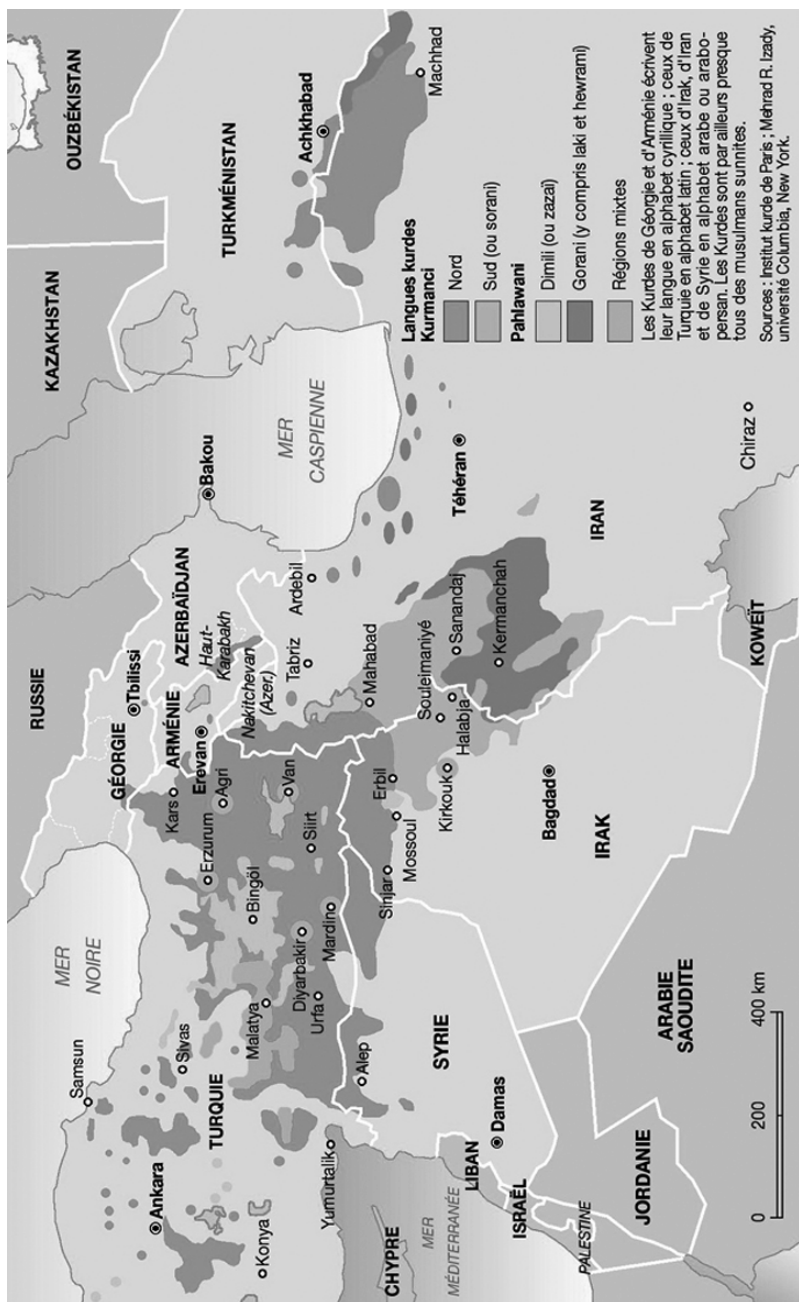 OUZBÉKISTAN
KAZAKHSTAN
TURKMÉNISTAN
Achkhabad
Machhad
RUSSIE
MER
CASPIENNE
Bakou
GÉORGIE
Tbilissi
AZERBAÏDJAN
ARMÉNIE
Erevan
Haut-
Karabakh
Nakitchevan
(Azer.)
Ardebil
Tabriz
Téhéran
MER
NOIRE
Samsun
Kars
Agri
Erzurum
Van
Siirt
Bingöl
Mardin
Diyarbakir
Urfa
Malatya
Sivas
TURQUIE
Ankara
Konya
Yumurtalik
Mahabad
Sanandaj
Souleimaniyé
Halabja
Kermanchah
Erbil
Kirkouk
Mossoul
Sinjar
Alep
IRAN
Chiraz
Bagdad
IRAK
KOWEÏT
SYRIE
Damas
LIBAN
ISRAËL
PALESTINE
JORDANIE
ARABIE
SAOUDITE
CHYPRE
MER
MÉDITERRANÉE
0
200
400 km
Langues kurdes
Kurmanci
Nord
Sud (ou sorani)
Pahlawani
Dimili (ou zazaï)
Gorani (y compris laki et hewrami)
Régions mixtes
Les Kurdes de Géorgie et d'Arménie écrivent
leur langue en alphabet cyrillique ; ceux de
Turquie en alphabet latin ; ceux d'Irak, d'Iran
et de Syrie en alphabet arabe ou arabo-
persan. Les Kurdes sont par ailleurs presque
tous des musulmans sunnites.
Sources : Institut kurde de Paris ; Mehrad R. Izady,
université Columbia, New York.